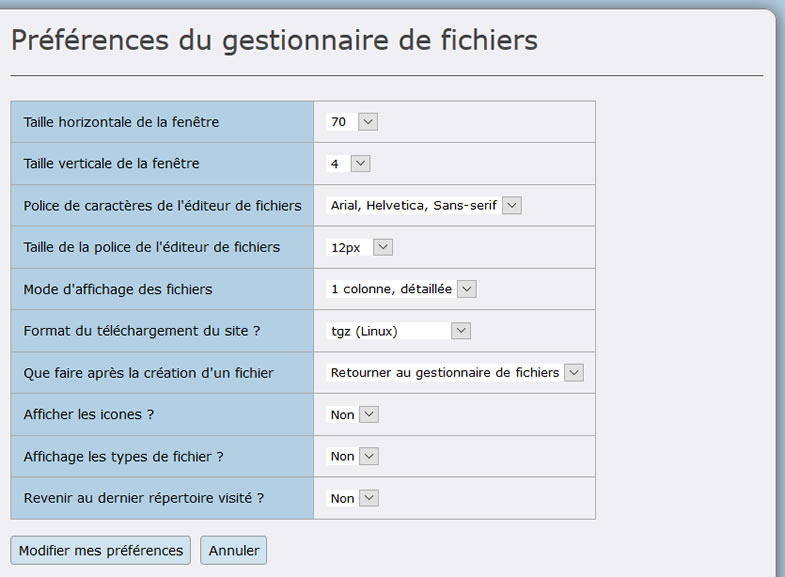 Préférences du gestionnaire de fichiers
Taille horizontale de la fenêtre 70
Taille verticale de la fenêtre 4
Police de caractères de l'éditeur de fichiers Arial, Helvetica, Sans-serif
Taille de la police de l'éditeur de fichiers 12px
Mode d'affichage des fichiers 1 colonne, détaillée
Format du téléchargement du site ? tgz (Linux)
Que faire après la création d'un fichier Retourner au gestionnaire de fichiers
Afficher les icones ? Non
Affichage les types de fichier ? Non
Revenir au dernier répertoire visité ? Non
Modifier mes préférences Annuler